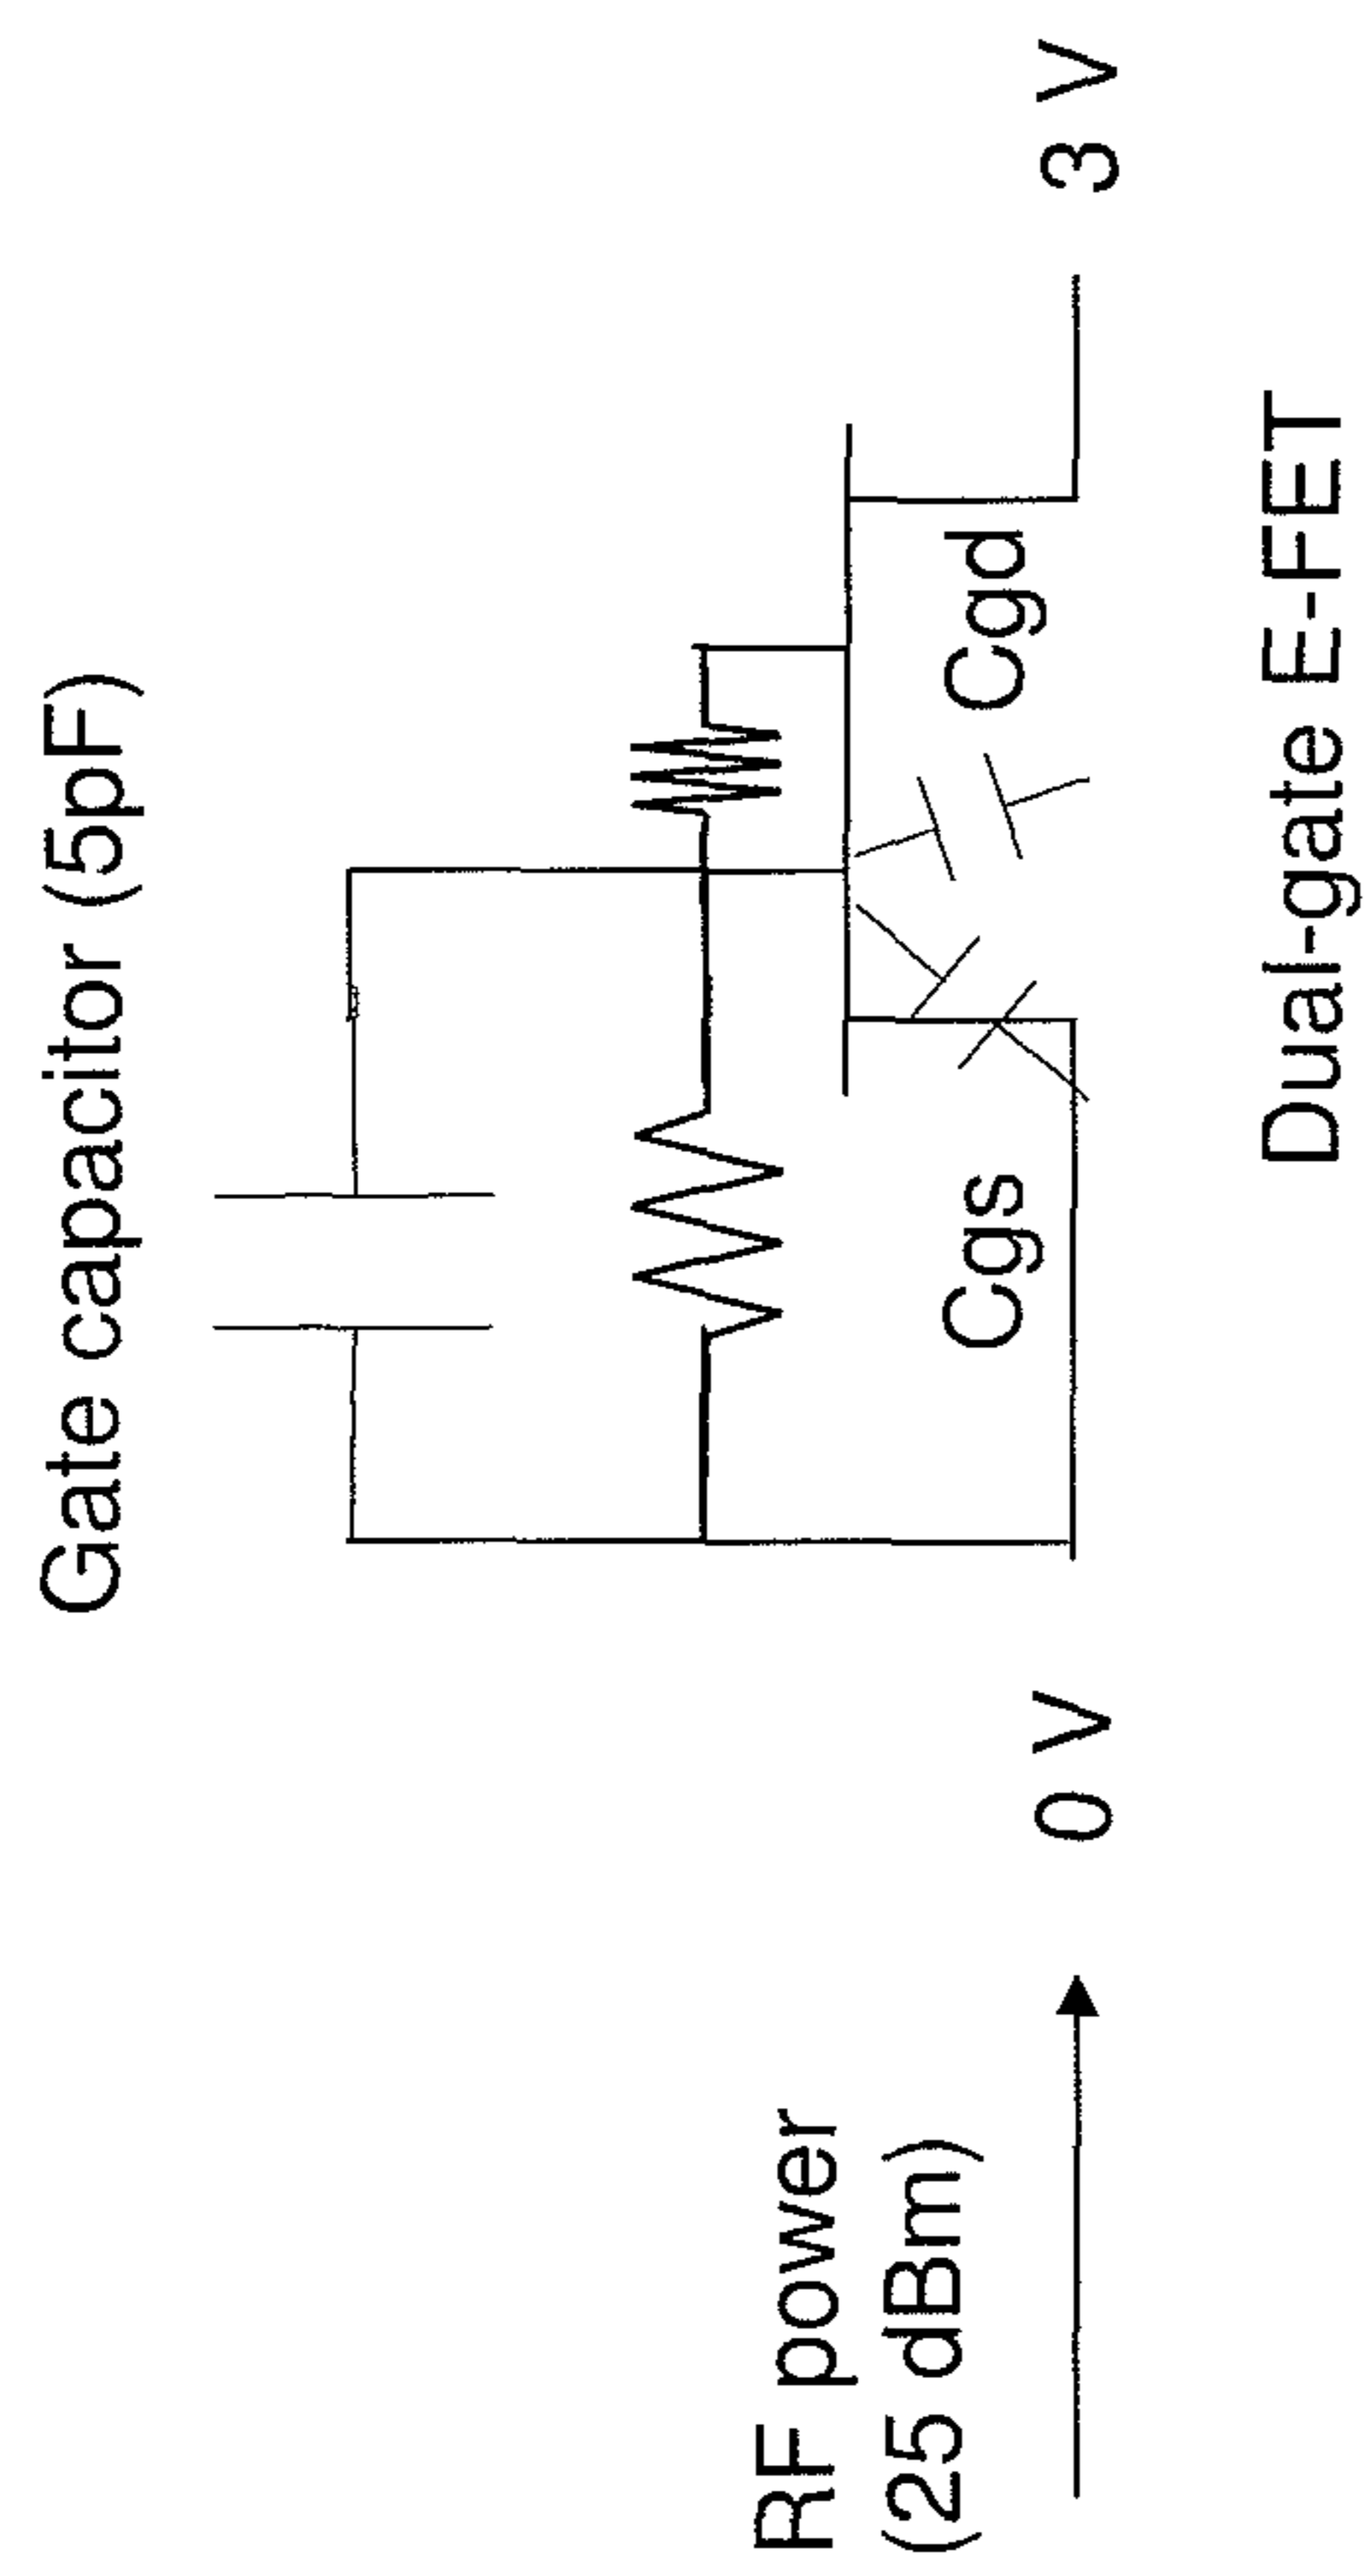 Gate capacitor (5pF)
RF power
(25 dBm)
Cgs
Cgd
0 V
3 V
Dual-gate E-FET